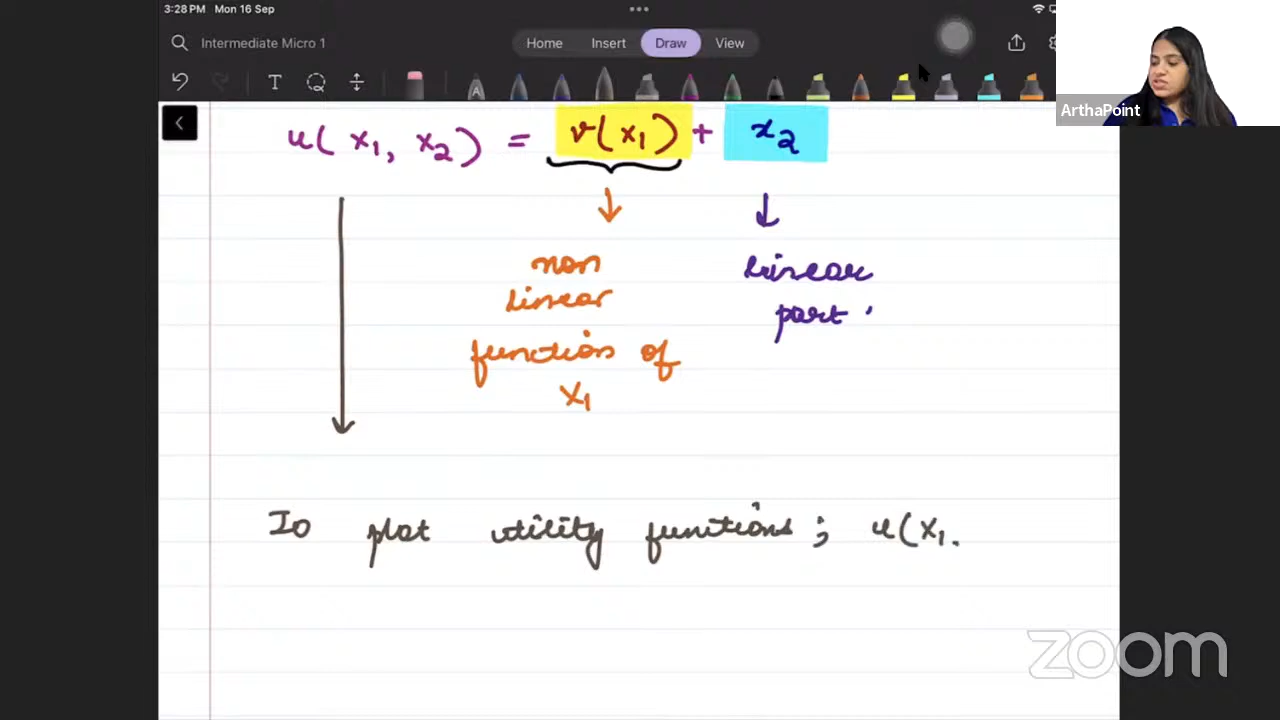 3:28 PM Mon 16 Sep
Intermediate Micro 1
Home Insert Draw View
ArthaPoint
u( x1, x2) = v(x1) + x2
non
linear
function of
x1
linear
part
To plot utility functions ; u(x1.
zoom